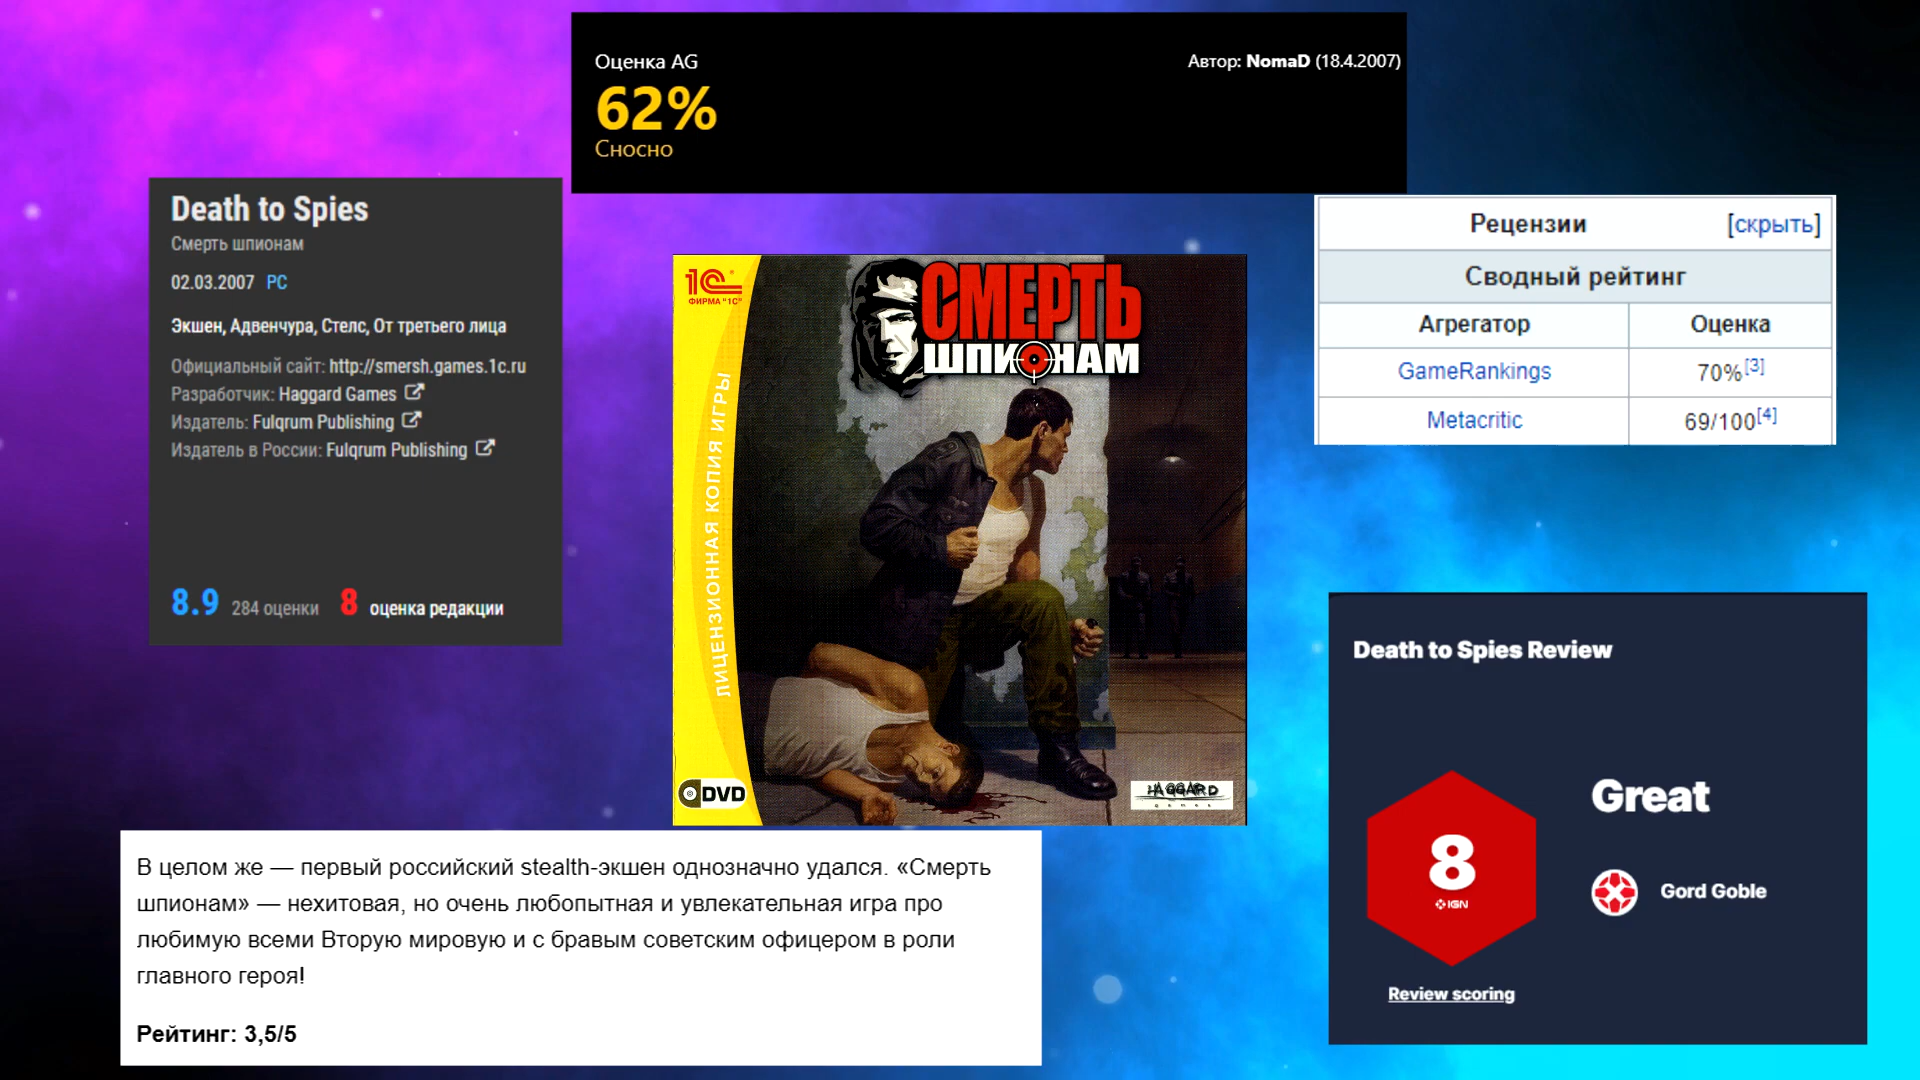 Оценка AG
62%
Сносно
Автор: NomaD (18.4.2007)
Death to Spies
Смерть шпионам
02.03.2007 PC
Экшен, Адвенчура, Стелс, От третьего лица
Официальный сайт: http://smersh.games.1c.ru
Разработчик: Haggard Games
Издатель: Fulqrum Publishing
Издатель в России: Fulqrum Publishing
8.9 284 оценки 8 оценка редакции
1С
ФИРМА "1С"
СМЕРТЬ
ШПИОНАМ
ЛИЦЕНЗИОННАЯ КОПИЯ ИГРЫ
DVD
HAGGARD
games
Рецензии [скрыть]
Сводный рейтинг
Агрегатор Оценка
GameRankings 70%[3]
Metacritic 69/100[4]
Death to Spies Review
Great
8
IGN
Gord Goble
Review scoring
В целом же — первый российский stealth-экшен однозначно удался. «Смерть
шпионам» — нехитовая, но очень любопытная и увлекательная игра про
любимую всеми Вторую мировую и с бравым советским офицером в роли
главного героя!
Рейтинг: 3,5/5